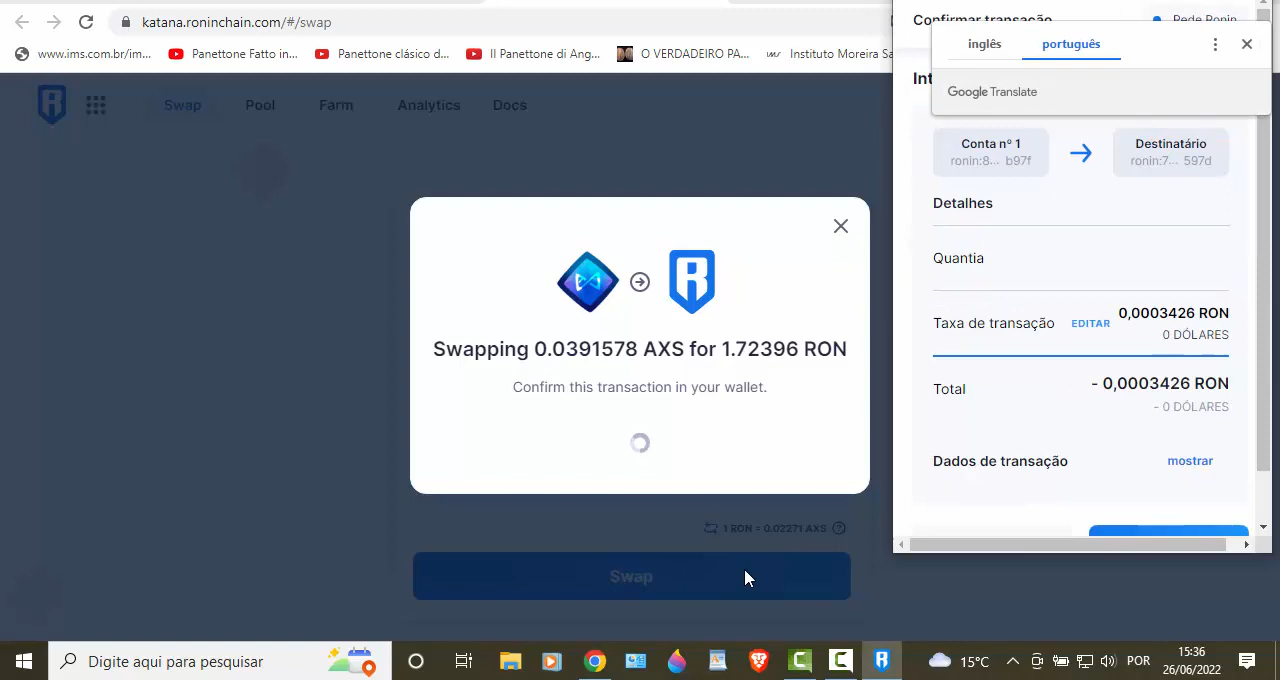 katana.roninchain.com/#/swap
www.ims.com.br/im...
Panettone Fatto in...
Panettone clásico d...
Il Panettone di Ang...
O VERDADEIRO PA...
Instituto Moreira Sa
Swap
Pool
Farm
Analytics
Docs
Swapping 0.0391578 AXS for 1.72396 RON
Confirm this transaction in your wallet.
1 RON = 0.02271 AXS
Swap
Confirmar transação
Rede Ronin
inglês
português
Google Translate
Conta nº 1
ronin:8... b97f
Destinatário
ronin:7... 597d
Detalhes
Quantia
Taxa de transação
EDITAR
0,0003426 RON
0 DÓLARES
Total
- 0,0003426 RON
- 0 DÓLARES
Dados de transação
mostrar
Digite aqui para pesquisar
15°C
POR
15:36
26/06/2022